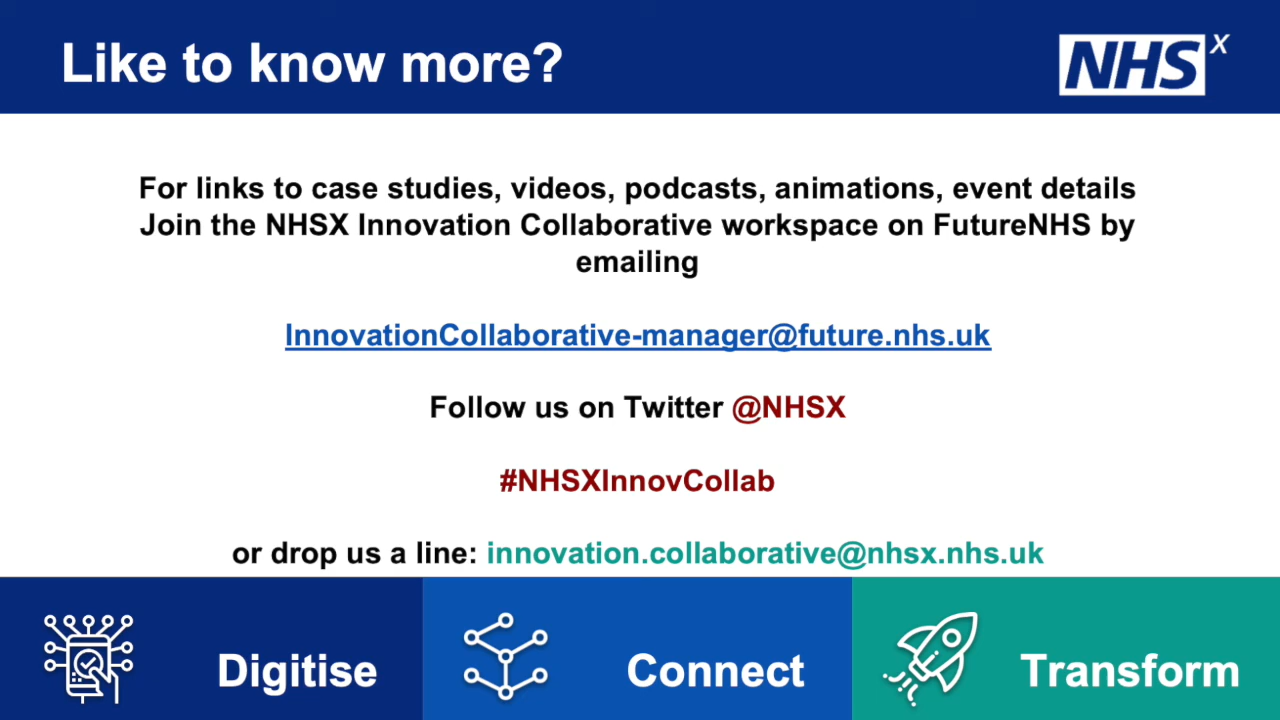 Like to know more?
NHS X
For links to case studies, videos, podcasts, animations, event details
Join the NHSX Innovation Collaborative workspace on FutureNHS by
emailing
InnovationCollaborative-manager@future.nhs.uk
Follow us on Twitter @NHSX
#NHSXInnovCollab
or drop us a line: innovation.collaborative@nhsx.nhs.uk
Digitise
Connect
Transform